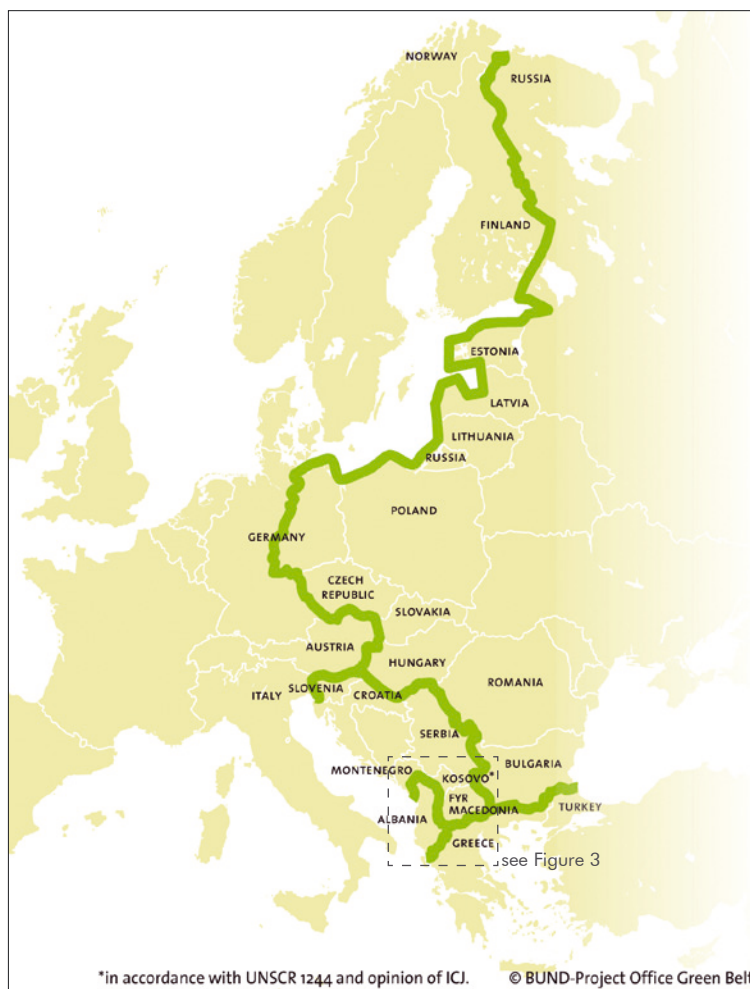 NORWAY
RUSSIA
FINLAND
ESTONIA
LATVIA
LITHUANIA
RUSSIA
POLAND
GERMANY
CZECH
REPUBLIC
SLOVAKIA
AUSTRIA
HUNGARY
ITALY
SLOVENIA
CROATIA
ROMANIA
SERBIA
BULGARIA
MONTENEGRO
KOSOVO*
FYR
MACEDONIA
TURKEY
ALBANIA
GREECE
see Figure 3
*in accordance with UNSCR 1244 and opinion of ICJ.
© BUND-Project Office Green Belt